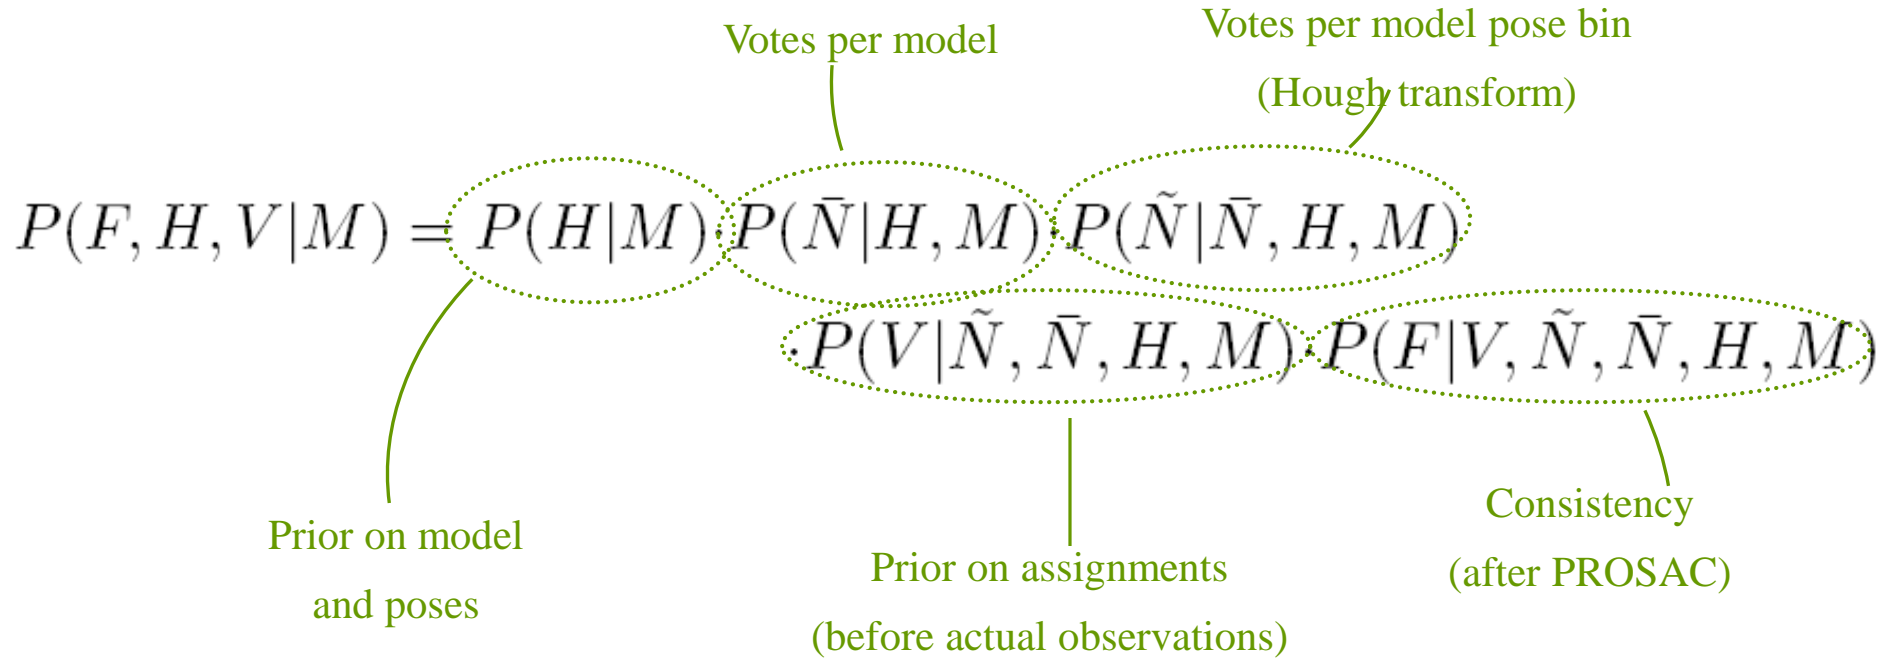 Votes per model
Votes per model pose bin
(Hough transform)
P(F, H, V|M) = P(H|M)·P(N̄|H, M)·P(Ñ|N̄, H, M)
·P(V|Ñ, N̄, H, M)·P(F|V, Ñ, N̄, H, M)
Prior on model
and poses
Prior on assignments
(before actual observations)
Consistency
(after PROSAC)